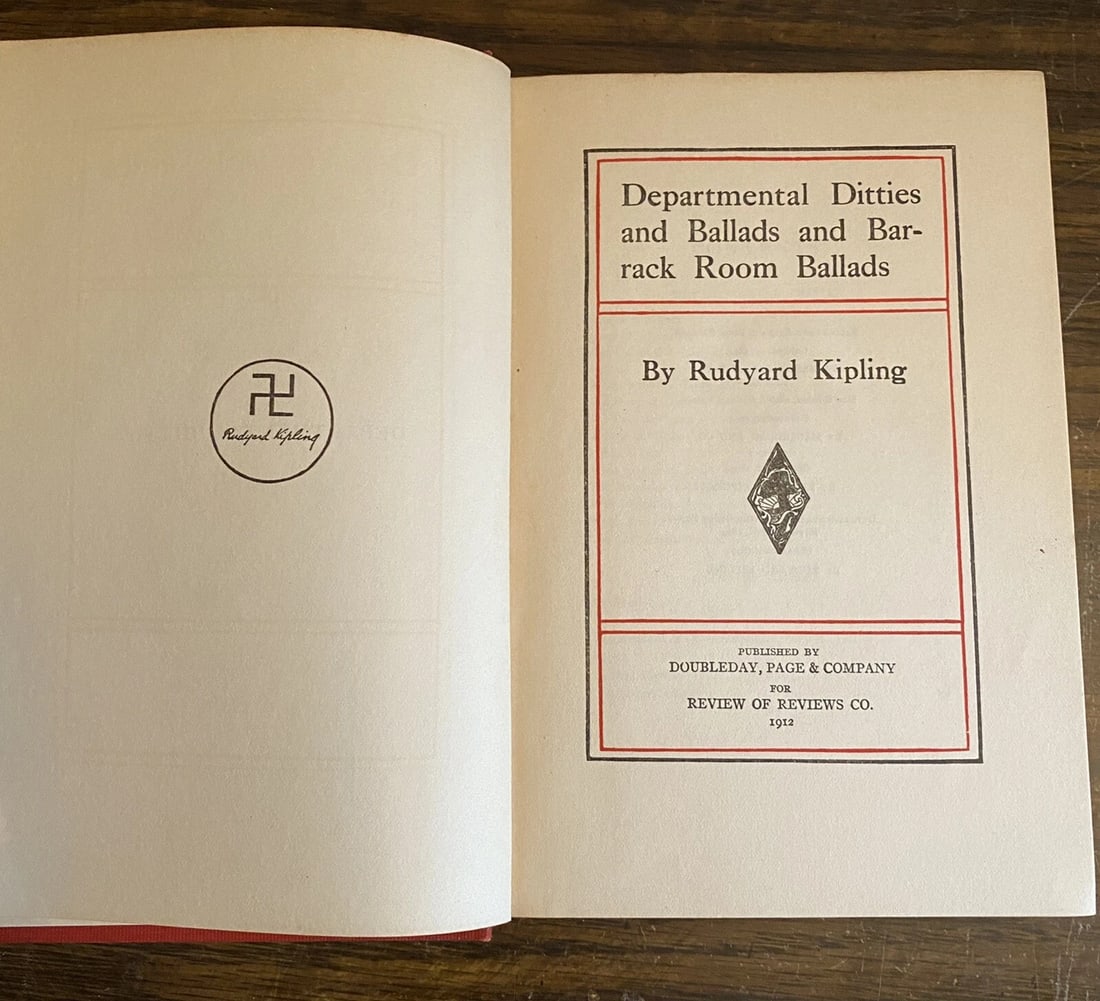 Rudyard Kipling
Departmental Ditties
and Ballads and Bar-
rack Room Ballads
By Rudyard Kipling
PUBLISHED BY
DOUBLEDAY, PAGE & COMPANY
FOR
REVIEW OF REVIEWS CO.
1912